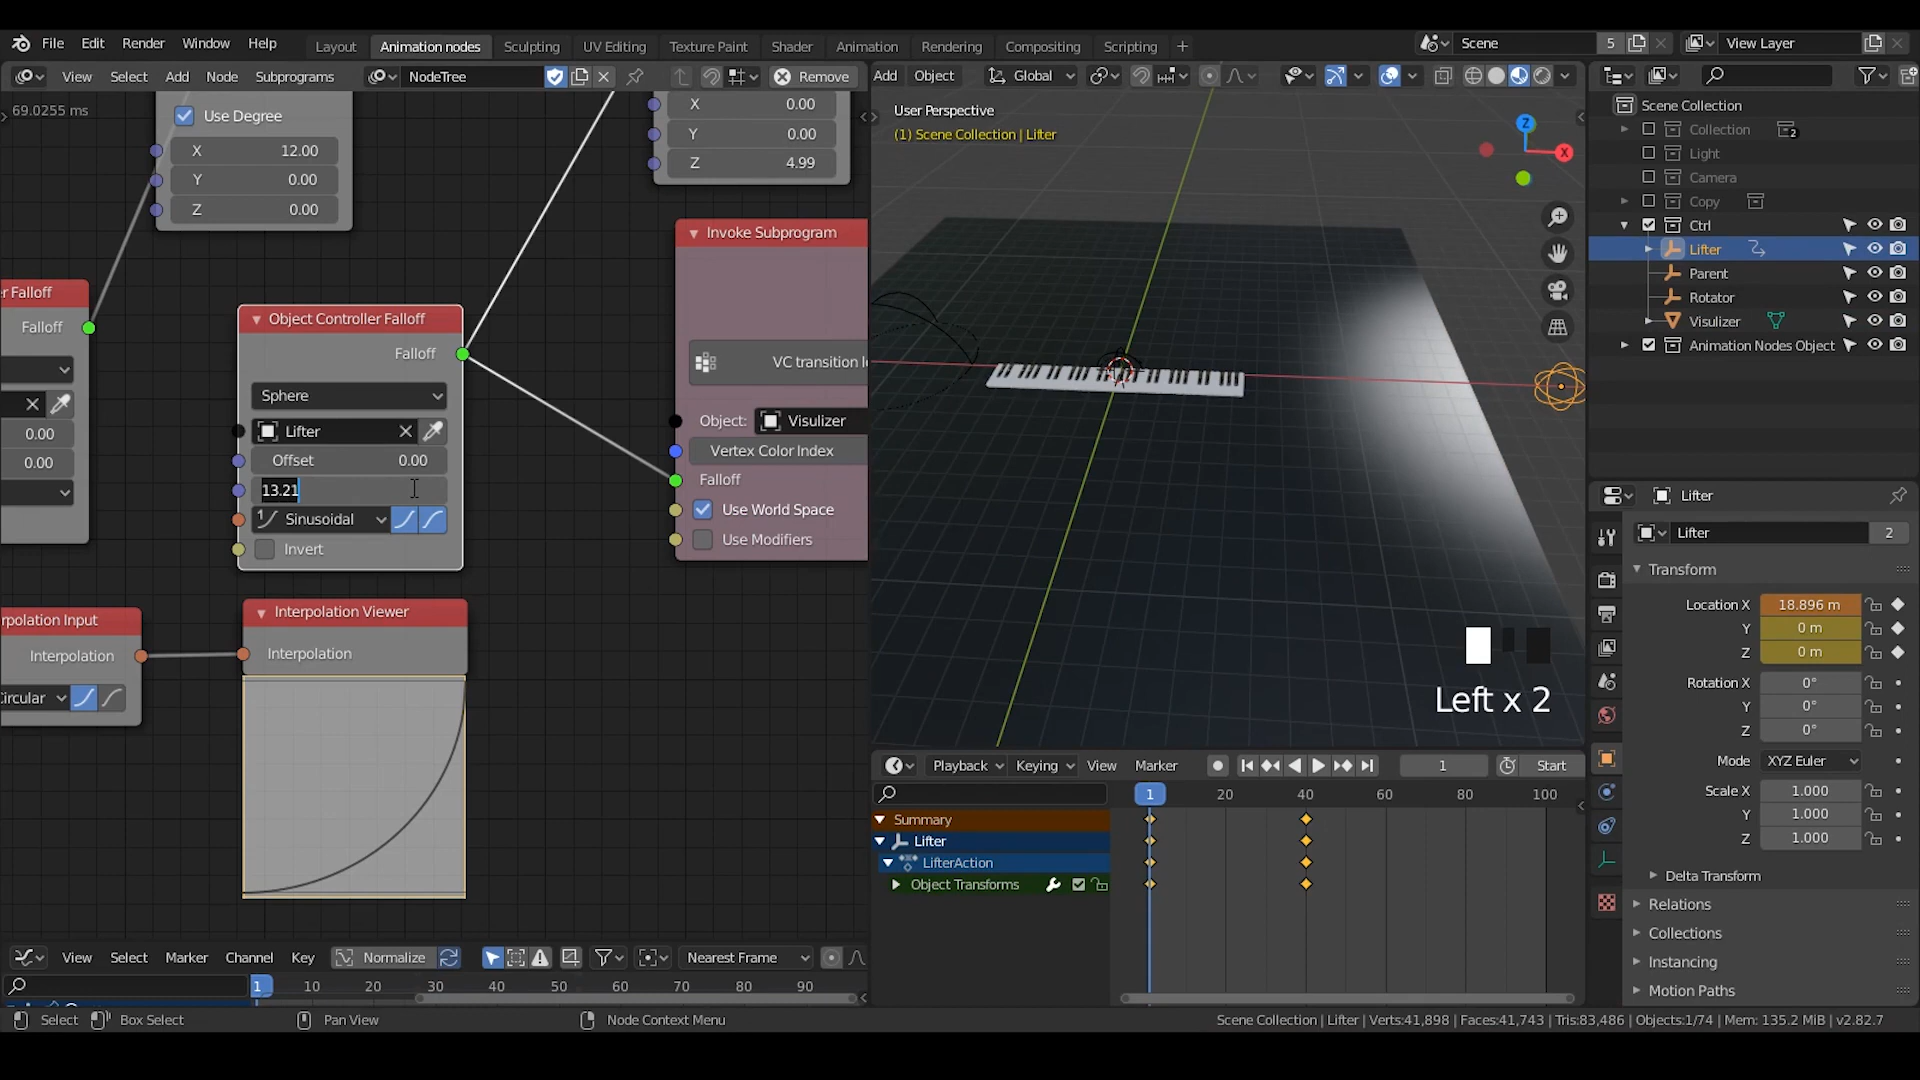 File Edit Render Window Help Layout Animation nodes Sculpting UV Editing Texture Paint Shader Animation Rendering Compositing Scripting + Scene 5 View Layer
View Select Add Node Subprograms NodeTree Remove
Add Object Global
69.0255 ms
Use Degree
X 12.00
Y 0.00
Z 0.00
X 0.00
Y 0.00
Z 4.99
r Falloff
Falloff
0.00
0.00
Object Controller Falloff
Falloff
Sphere
Lifter
Offset 0.00
13.21
Sinusoidal
Invert
Invoke Subprogram
VC transition l
Object: Visulizer
Vertex Color Index
Falloff
Use World Space
Use Modifiers
rpolation Input
Interpolation
Circular
Interpolation Viewer
Interpolation
User Perspective
(1) Scene Collection | Lifter
Z
X
Left x 2
Scene Collection
Collection 2
Light
Camera
Copy
Ctrl
Lifter
Parent
Rotator
Visulizer
Animation Nodes Object
Lifter
Lifter 2
Transform
Location X 18.896 m
Y 0 m
Z 0 m
Rotation X 0°
Y 0°
Z 0°
Mode XYZ Euler
Scale X 1.000
Y 1.000
Z 1.000
Delta Transform
Relations
Collections
Instancing
Motion Paths
Playback Keying View Marker 1 Start
1 20 40 60 80 100
Summary
Lifter
LifterAction
Object Transforms
View Select Marker Channel Key Normalize Nearest Frame
1 10 20 30 40 50 60 70 80 90
Select Box Select Pan View Node Context Menu
Scene Collection | Lifter | Verts:41,898 | Faces:41,743 | Tris:83,486 | Objects:1/74 | Mem: 135.2 MiB | v2.82.7